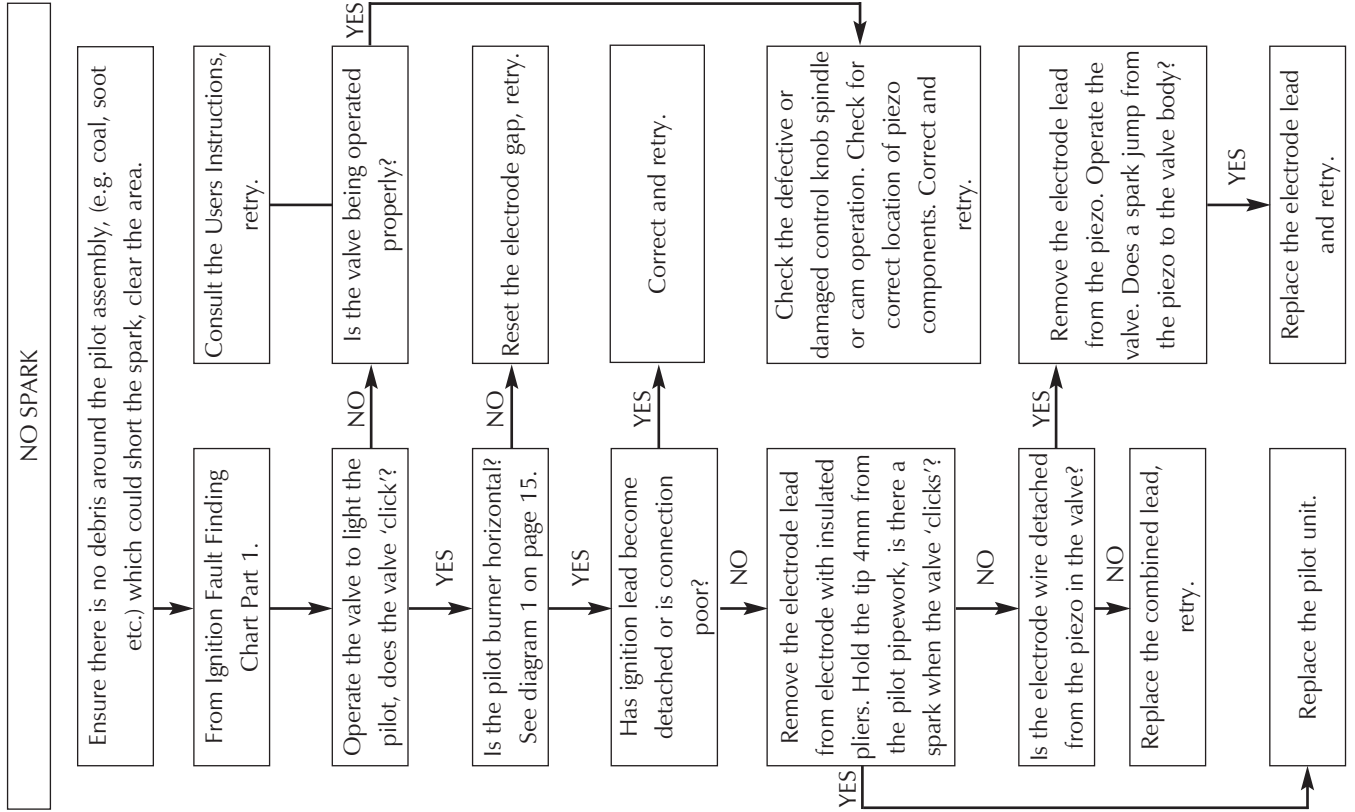 NO SPARK
Ensure there is no debris around the pilot assembly, (e.g. coal, soot
etc.) which could short the spark, clear the area.
From Ignition Fault Finding
Chart Part 1.
Consult the Users Instructions,
retry.
Operate the valve to light the
pilot, does the valve ‘click’?
NO
Is the valve being operated
properly?
YES
YES
Is the pilot burner horizontal?
See diagram 1 on page 15.
NO
Reset the electrode gap, retry.
YES
Has ignition lead become
detached or is connection
poor?
YES
Correct and retry.
NO
Remove the electrode lead
from electrode with insulated
pliers. Hold the tip 4mm from
the pilot pipework, is there a
spark when the valve ‘clicks’?
Check the defective or
damaged control knob spindle
or cam operation. Check for
correct location of piezo
components. Correct and
retry.
YES
NO
Is the electrode wire detached
from the piezo in the valve?
YES
Remove the electrode lead
from the piezo. Operate the
valve. Does a spark jump from
the piezo to the valve body?
NO
Replace the combined lead,
retry.
YES
Replace the pilot unit.
Replace the electrode lead
and retry.